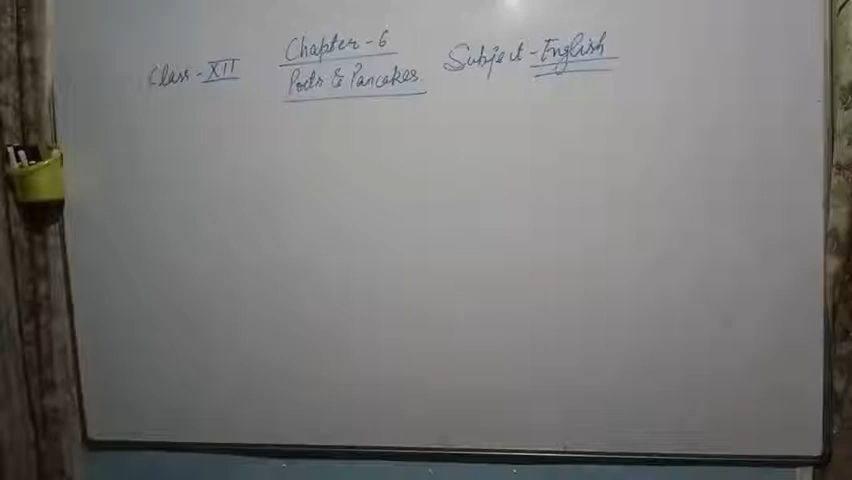 Class - XII
Chapter - 6
Poets & Pancakes.
Subject - English